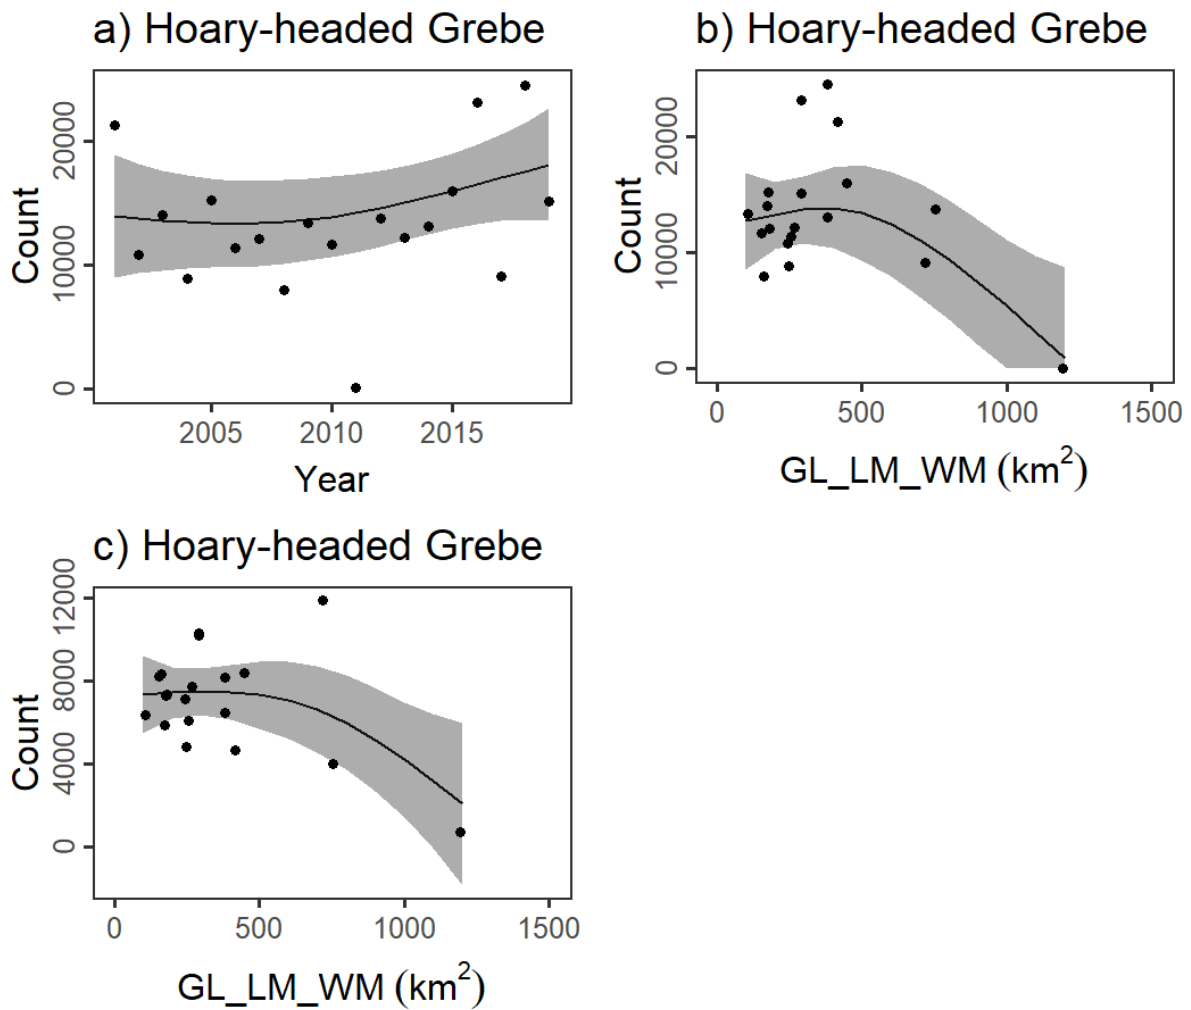 a) Hoary-headed Grebe
Count
20000
10000
0
2005 2010 2015
Year
b) Hoary-headed Grebe
Count
20000
10000
0
0 500 1000 1500
GL_LM_WM (km²)
c) Hoary-headed Grebe
Count
12000
8000
4000
0
0 500 1000 1500
GL_LM_WM (km²)